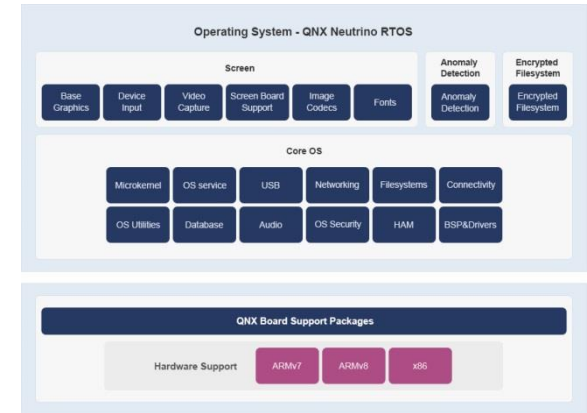 Operating System - QNX Neutrino RTOS
Screen
Base
Graphics
Device
Input
Video
Capture
Screen Board
Support
Image
Codecs
Fonts
Anomaly
Detection
Anomaly
Detection
Encrypted
Filesystem
Encrypted
Filesystem
Core OS
Microkernel
OS service
USB
Networking
Filesystems
Connectivity
OS Utilities
Database
Audio
OS Security
HAM
BSP&Drivers
QNX Board Support Packages
Hardware Support
ARMv7
ARMv8
x86